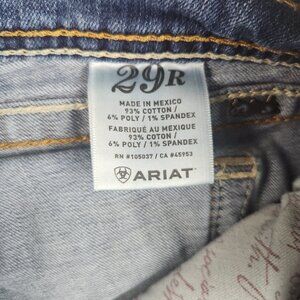 29R
MADE IN MEXICO
93% COTTON /
6% POLY / 1% SPANDEX
FABRIQUÉ AU MEXIQUE
93% COTON /
6% POLY / 1% SPANDEX
RN #105037 / CA #45953
ARIAT